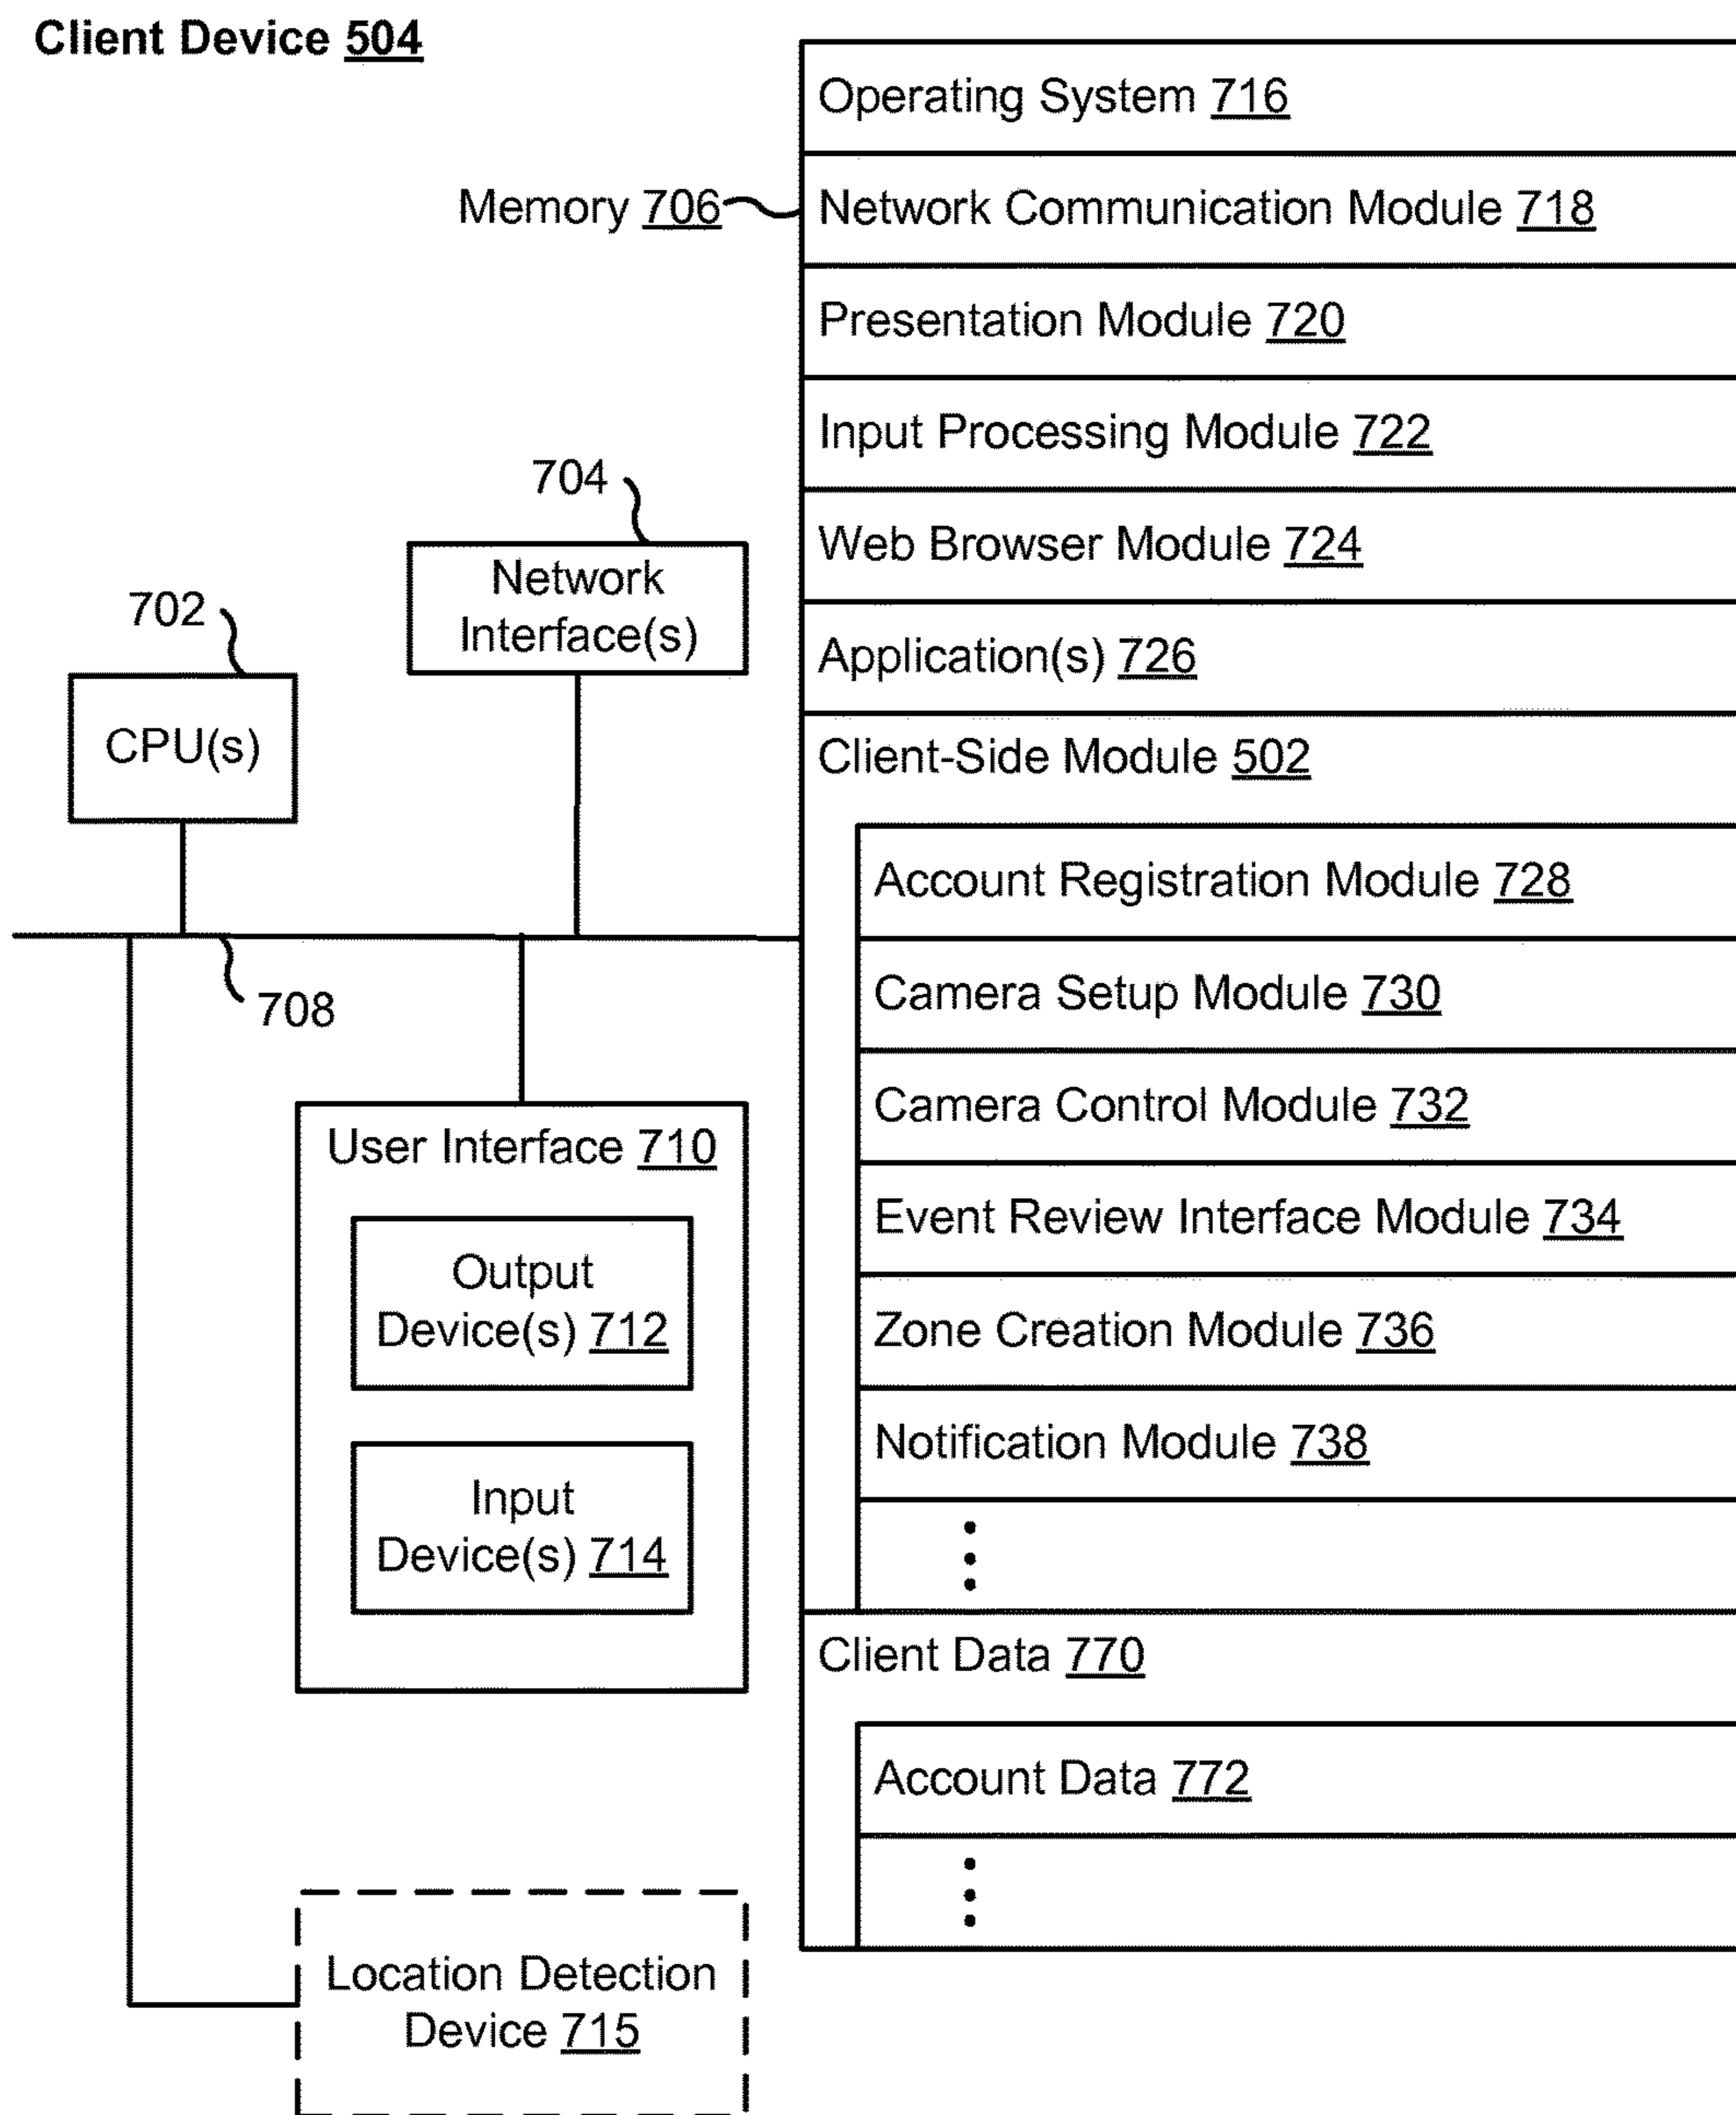 Client Device 504
Operating System 716
Memory 706
Network Communication Module 718
Presentation Module 720
Input Processing Module 722
704
Network
Interface(s)
Web Browser Module 724
702
CPU(s)
Application(s) 726
Client-Side Module 502
Account Registration Module 728
708
Camera Setup Module 730
Camera Control Module 732
User Interface 710
Output
Device(s) 712
Input
Device(s) 714
Event Review Interface Module 734
Zone Creation Module 736
Notification Module 738
Client Data 770
Account Data 772
Location Detection
Device 715